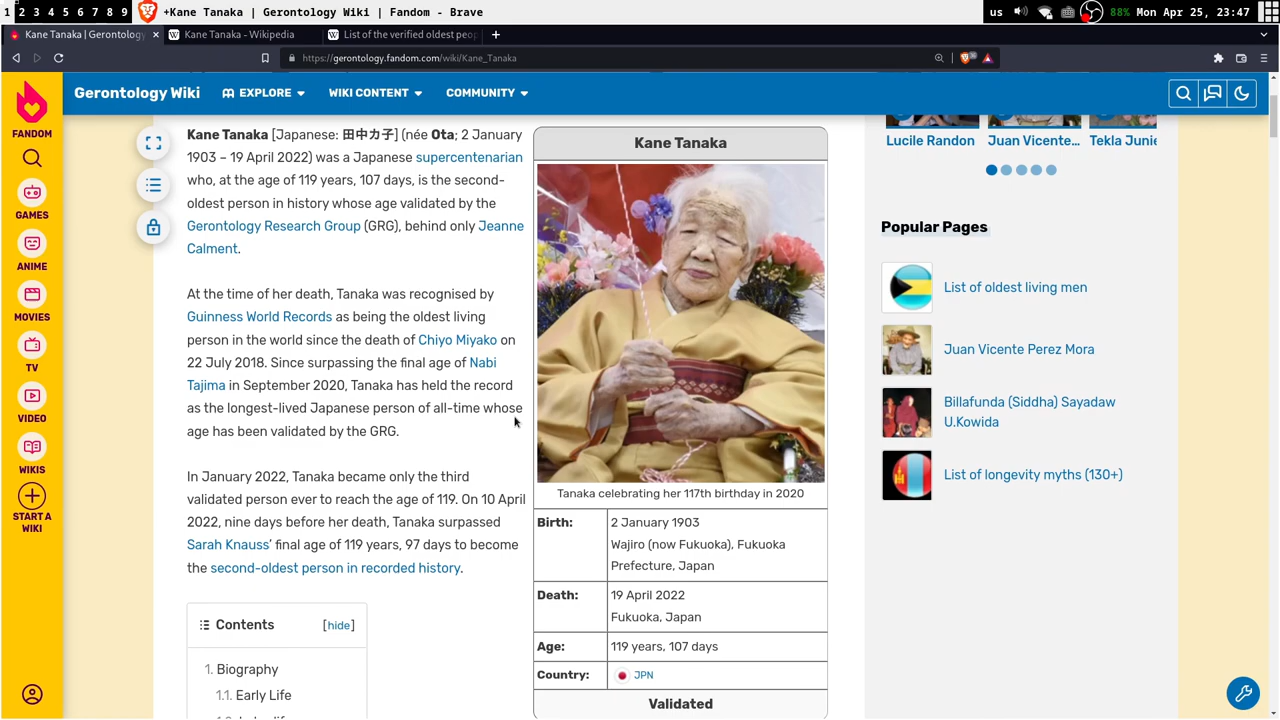 1 2 3 4 5 6 7 8 9 +Kane Tanaka | Gerontology Wiki | Fandom - Brave us 88% Mon Apr 25, 23:47
Kane Tanaka | Gerontology Kane Tanaka - Wikipedia List of the verified oldest peop
https://gerontology.fandom.com/wiki/Kane_Tanaka
Gerontology Wiki EXPLORE WIKI CONTENT COMMUNITY
FANDOM
GAMES
ANIME
MOVIES
TV
VIDEO
WIKIS
START A
WIKI
Kane Tanaka [Japanese: 田中カ子] (née Ota; 2 January
1903 – 19 April 2022) was a Japanese supercentenarian
who, at the age of 119 years, 107 days, is the second-
oldest person in history whose age validated by the
Gerontology Research Group (GRG), behind only Jeanne
Calment.
At the time of her death, Tanaka was recognised by
Guinness World Records as being the oldest living
person in the world since the death of Chiyo Miyako on
22 July 2018. Since surpassing the final age of Nabi
Tajima in September 2020, Tanaka has held the record
as the longest-lived Japanese person of all-time whose
age has been validated by the GRG.
In January 2022, Tanaka became only the third
validated person ever to reach the age of 119. On 10 April
2022, nine days before her death, Tanaka surpassed
Sarah Knauss’ final age of 119 years, 97 days to become
the second-oldest person in recorded history.
Contents [hide]
1. Biography
1.1. Early Life
Kane Tanaka
Tanaka celebrating her 117th birthday in 2020
Birth: 2 January 1903
Wajiro (now Fukuoka), Fukuoka
Prefecture, Japan
Death: 19 April 2022
Fukuoka, Japan
Age: 119 years, 107 days
Country: JPN
Validated
Lucile Randon Juan Vicente... Tekla Junie
Popular Pages
List of oldest living men
Juan Vicente Perez Mora
Billafunda (Siddha) Sayadaw
U.Kowida
List of longevity myths (130+)